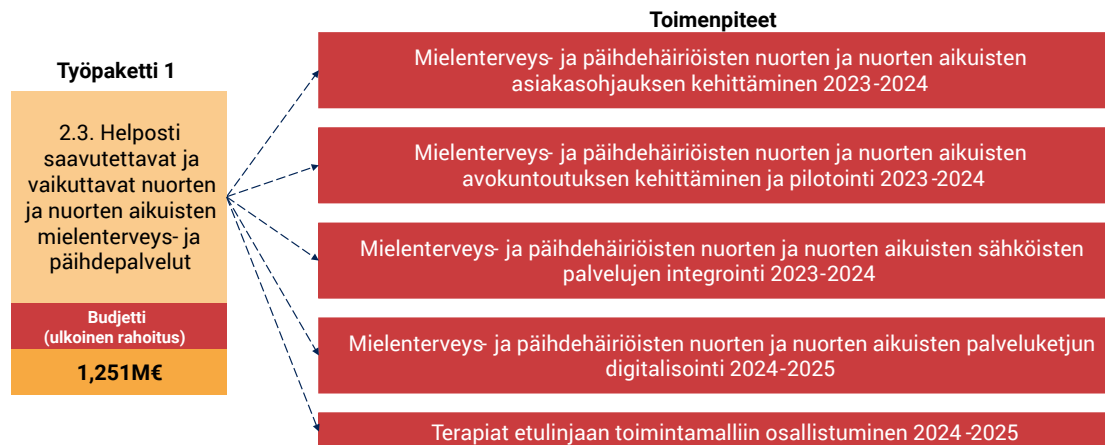 Toimenpiteet
Työpaketti 1
2.3. Helposti
saavutettavat ja
vaikuttavat nuorten
ja nuorten aikuisten
mielenterveys- ja
päihdepalvelut
Budjetti
(ulkoinen rahoitus)
1,251M€
Mielenterveys- ja päihdehäiriöisten nuorten ja nuorten aikuisten
asiakasohjauksen kehittäminen 2023-2024
Mielenterveys- ja päihdehäiriöisten nuorten ja nuorten aikuisten
avokuntoutuksen kehittäminen ja pilotointi 2023-2024
Mielenterveys- ja päihdehäiriöisten nuorten ja nuorten aikuisten sähköisten
palvelujen integrointi 2023-2024
Mielenterveys- ja päihdehäiriöisten nuorten ja nuorten aikuisten palveluketjun
digitalisointi 2024-2025
Terapiat etulinjaan toimintamalliin osallistuminen 2024-2025